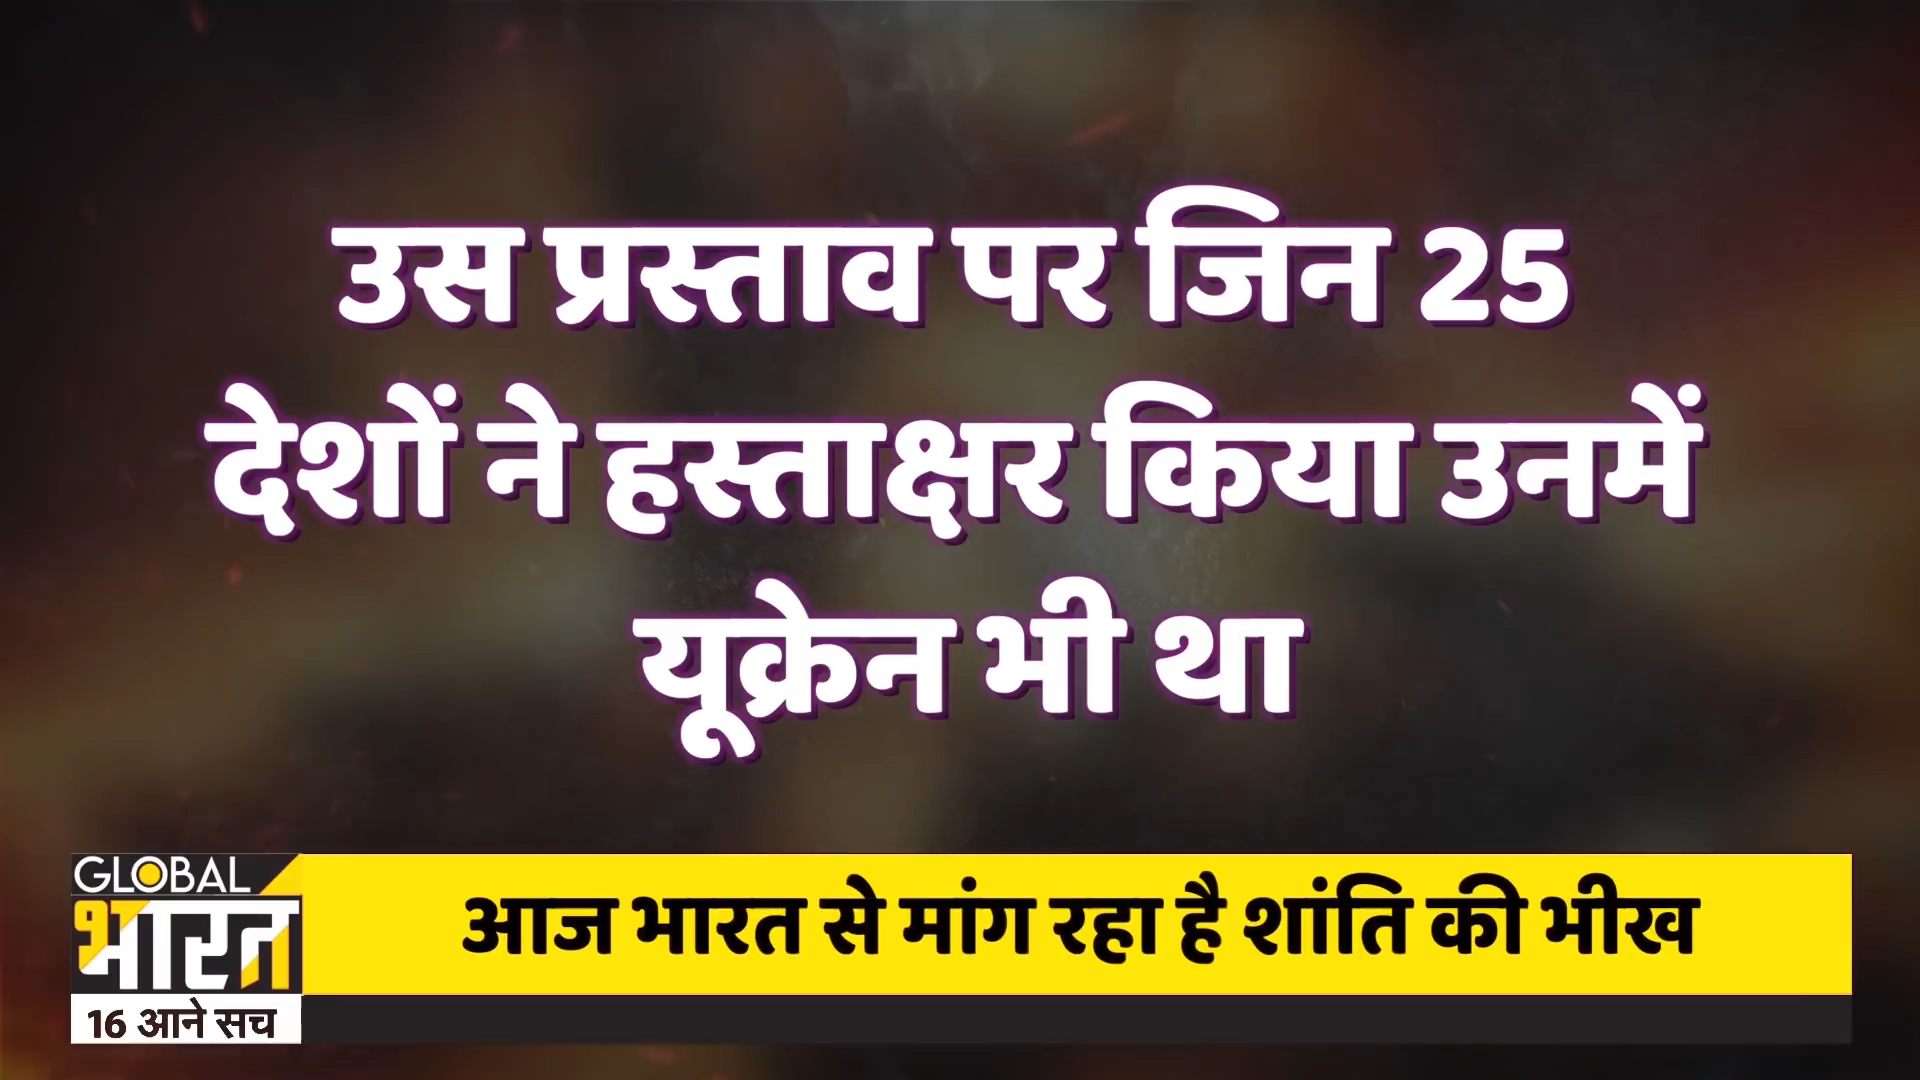 उस प्रस्ताव पर जिन 25
देशों ने हस्ताक्षर किया उनमें
यूक्रेन भी था
GLOBAL
भारत
16 आने सच
आज भारत से मांग रहा है शांति की भीख